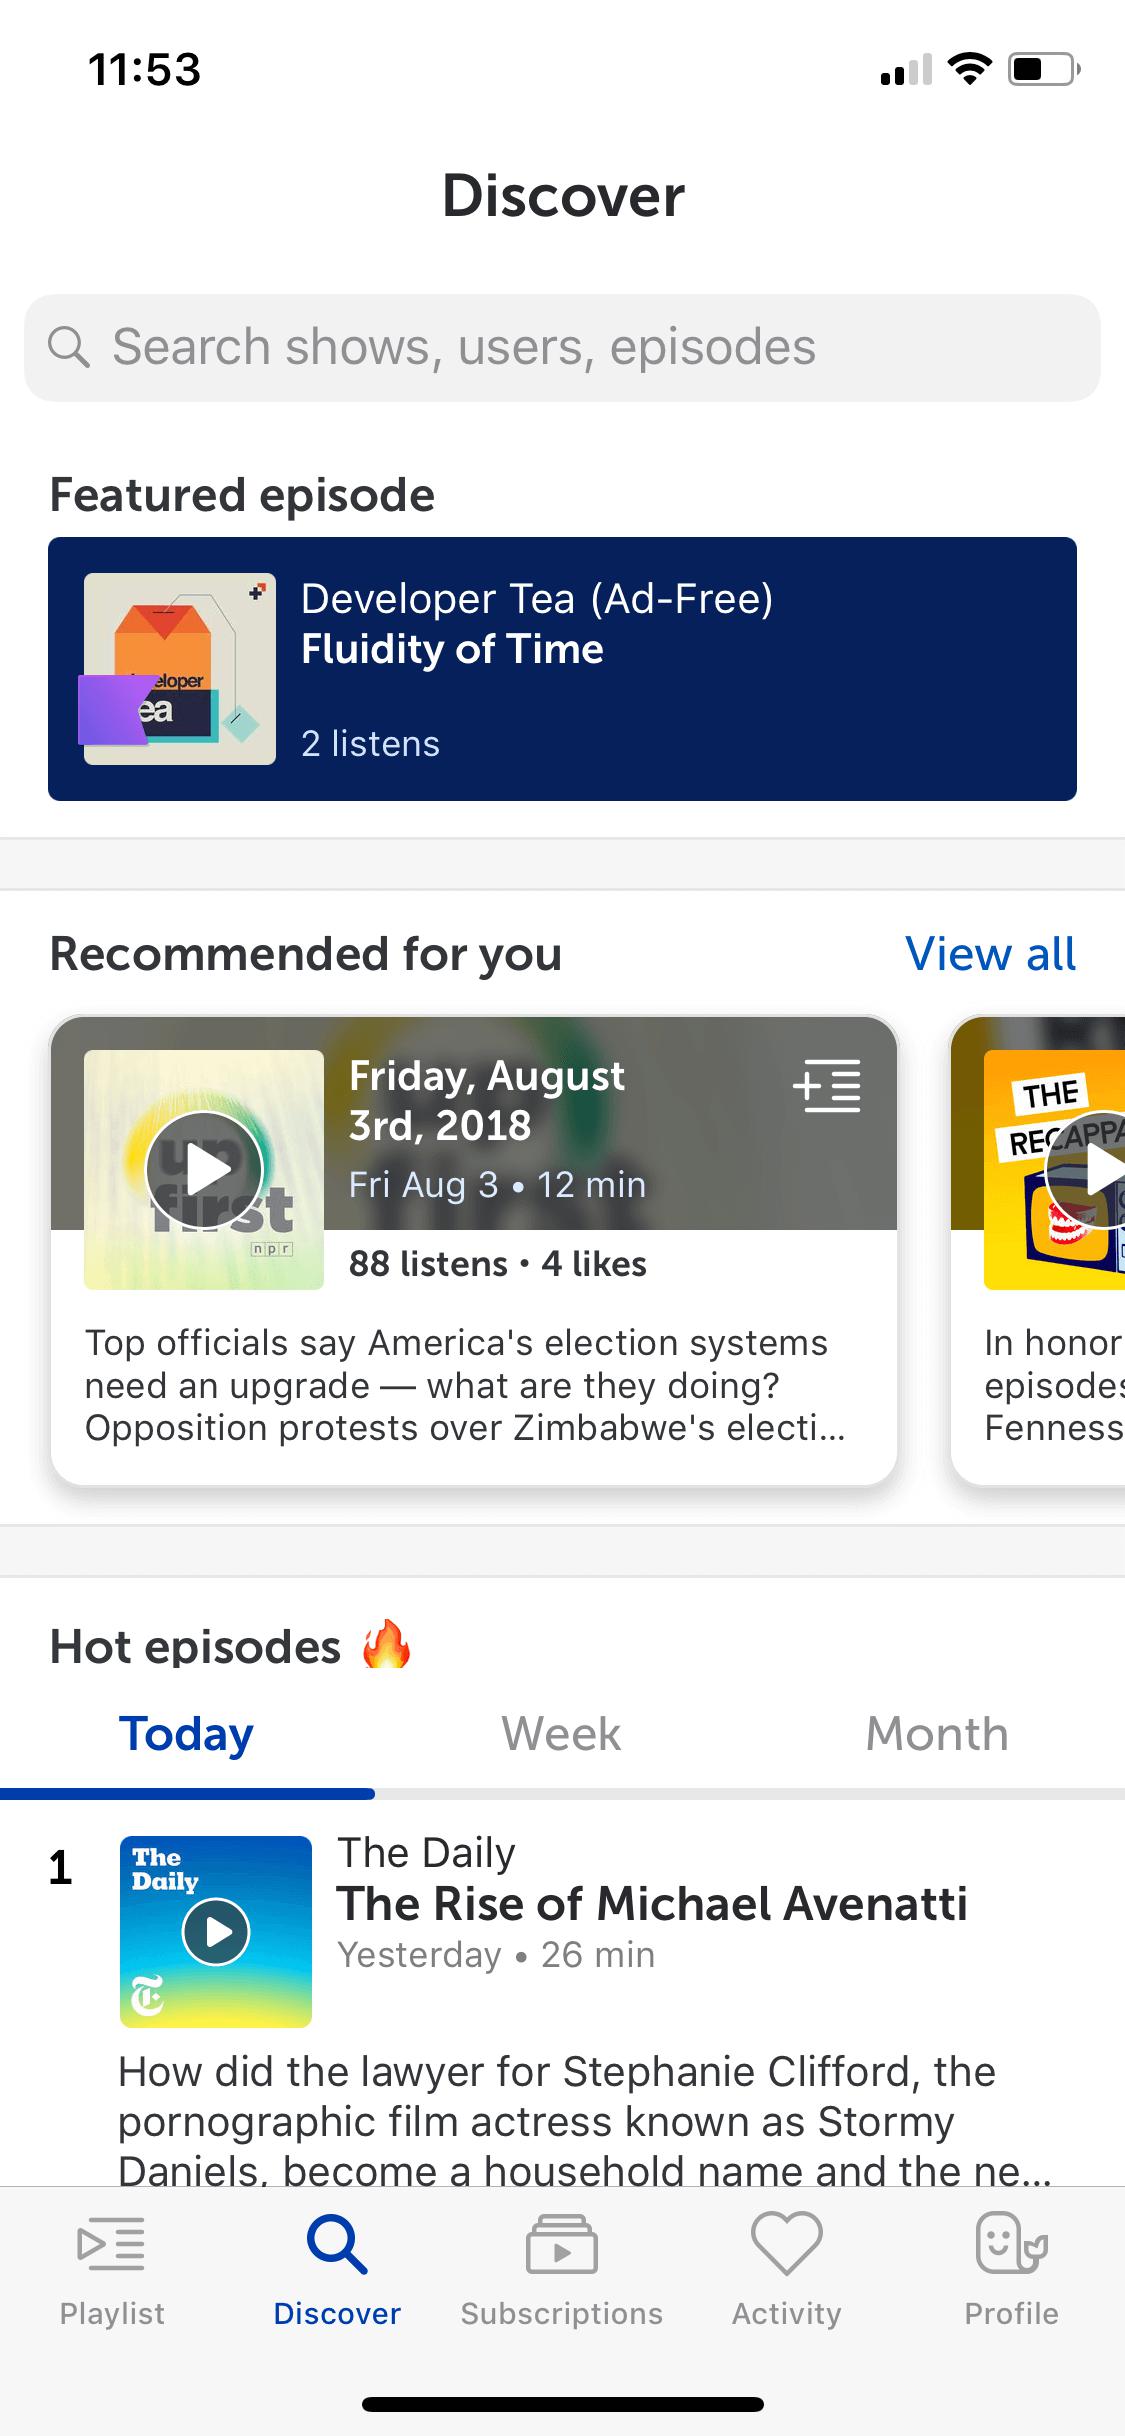 11:53
Discover
Search shows, users, episodes
Featured episode
Developer Tea (Ad-Free)
Fluidity of Time
eloper
ea
2 listens
Recommended for you
View all
Friday, August
3rd, 2018
Fri Aug 3 • 12 min
up
first
npr
88 listens • 4 likes
Top officials say America's election systems
need an upgrade — what are they doing?
Opposition protests over Zimbabwe's electi...
THE
RECAPPA
In honor
episodes
Fenness
Hot episodes 🔥
Today
Week
Month
1
The
Daily
The Daily
The Rise of Michael Avenatti
Yesterday • 26 min
How did the lawyer for Stephanie Clifford, the
pornographic film actress known as Stormy
Daniels, become a household name and the ne...
Playlist
Discover
Subscriptions
Activity
Profile